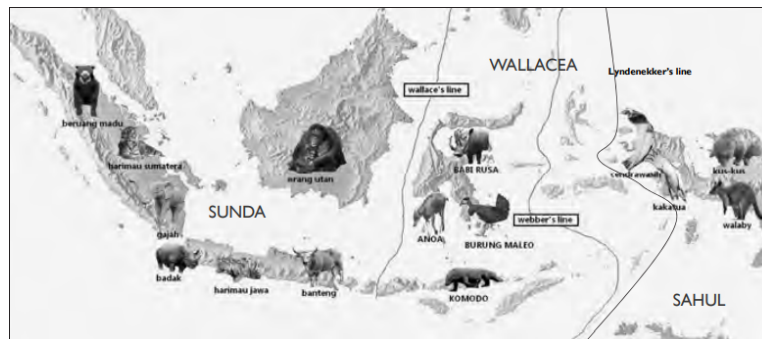 WALLACEA
Lyndenekker's line
wallace's line
beruang madu
harimau sumatera
orang utan
BABI RUSA
cendrawasih
kus-kus
kakatua
walaby
SUNDA
gajah
ANOA
BURUNG MALEO
webber's line
badak
harimau jawa
banteng
KOMODO
SAHUL